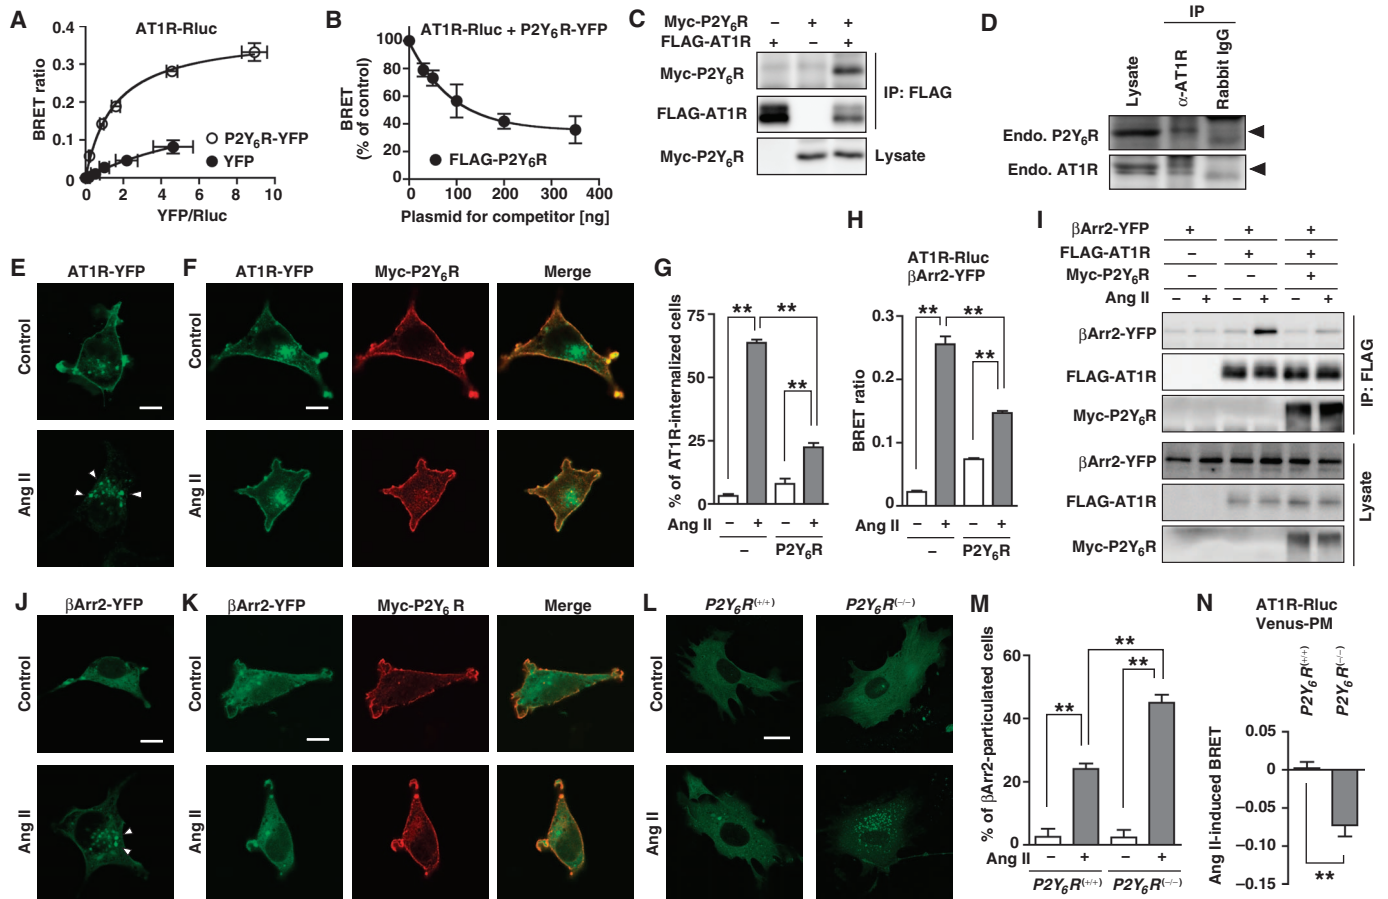 A
AT1R-Rluc
BRET ratio
0.4
0.3
0.2
0.1
0
0 2 4 6 8 10
YFP/Rluc
P2Y6R-YFP
YFP
B
AT1R-Rluc + P2Y6R-YFP
BRET
(% of control)
100
80
60
40
20
0
0 100 200 300 400
Plasmid for competitor [ng]
FLAG-P2Y6R
C
Myc-P2Y6R − + +
FLAG-AT1R + − +
Myc-P2Y6R
FLAG-AT1R
IP: FLAG
Myc-P2Y6R
Lysate
D
IP
Lysate
α-AT1R
Rabbit IgG
Endo. P2Y6R
Endo. AT1R
E
AT1R-YFP
Control
Ang II
F
AT1R-YFP Myc-P2Y6R Merge
Control
Ang II
G
% of AT1R-internalized cells
75
50
25
0
** **
**
Ang II − + − +
− P2Y6R
H
AT1R-Rluc
βArr2-YFP
BRET ratio
0.3
0.2
0.1
0
** **
**
Ang II − + − +
− P2Y6R
I
βArr2-YFP + + +
FLAG-AT1R − + +
Myc-P2Y6R − − +
Ang II − + − + − +
βArr2-YFP
FLAG-AT1R
Myc-P2Y6R
IP: FLAG
βArr2-YFP
FLAG-AT1R
Myc-P2Y6R
Lysate
J
βArr2-YFP
Control
Ang II
K
βArr2-YFP Myc-P2Y6 R Merge
Control
Ang II
L
P2Y6R(+/+) P2Y6R(−/−)
Control
Ang II
M
% of βArr2-particulated cells
60
40
20
0
**
**
**
Ang II − + − +
P2Y6R(+/+) P2Y6R(−/−)
N
AT1R-Rluc
Venus-PM
P2Y6R(+/+)
P2Y6R(−/−)
Ang II-induced BRET
0.05
0
−0.05
−0.10
−0.15
**